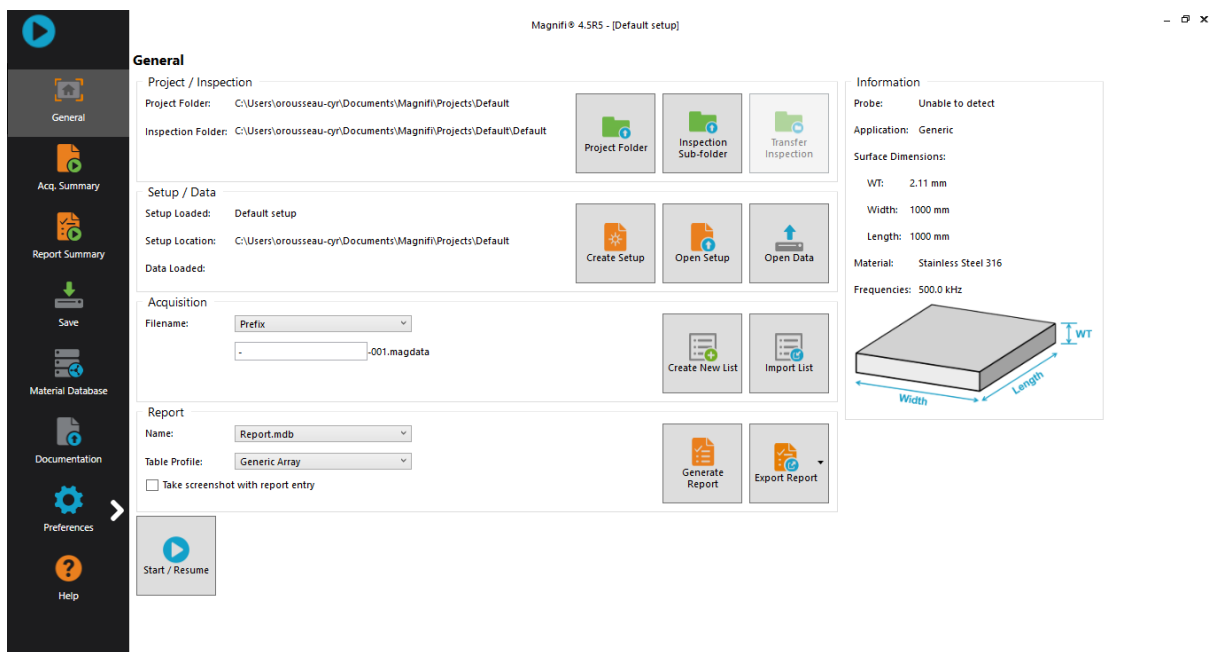 Magnifi® 4.5R5 - [Default setup]
General
Acq. Summary
Report Summary
Save
Material Database
Documentation
Preferences
Help
General
Project / Inspection
Project Folder: C:\Users\orousseau-cyr\Documents\Magnifi\Projects\Default
Inspection Folder: C:\Users\orousseau-cyr\Documents\Magnifi\Projects\Default\Default
Project Folder
Inspection
Sub-folder
Transfer
Inspection
Setup / Data
Setup Loaded: Default setup
Setup Location: C:\Users\orousseau-cyr\Documents\Magnifi\Projects\Default
Data Loaded:
Create Setup
Open Setup
Open Data
Acquisition
Filename: Prefix
- -001.magdata
Create New List
Import List
Report
Name: Report.mdb
Table Profile: Generic Array
Take screenshot with report entry
Generate
Report
Export Report
Start / Resume
Information
Probe: Unable to detect
Application: Generic
Surface Dimensions:
WT: 2.11 mm
Width: 1000 mm
Length: 1000 mm
Material: Stainless Steel 316
Frequencies: 500.0 kHz
WT
Length
Width